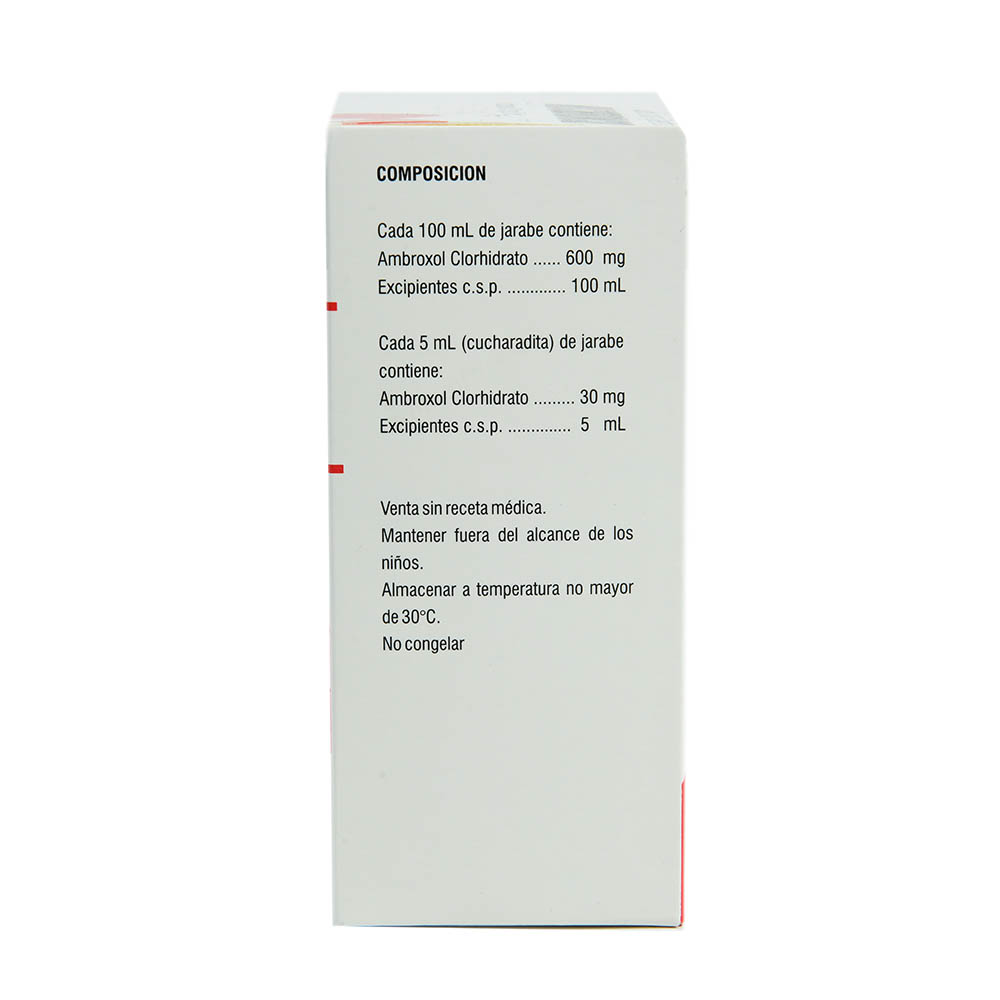 COMPOSICION
Cada 100 mL de jarabe contiene:
Ambroxol Clorhidrato ...... 600 mg
Excipientes c.s.p. ............. 100 mL
Cada 5 mL (cucharadita) de jarabe
contiene:
Ambroxol Clorhidrato ......... 30 mg
Excipientes c.s.p. .............. 5 mL
Venta sin receta médica.
Mantener fuera del alcance de los
niños.
Almacenar a temperatura no mayor
de 30°C.
No congelar